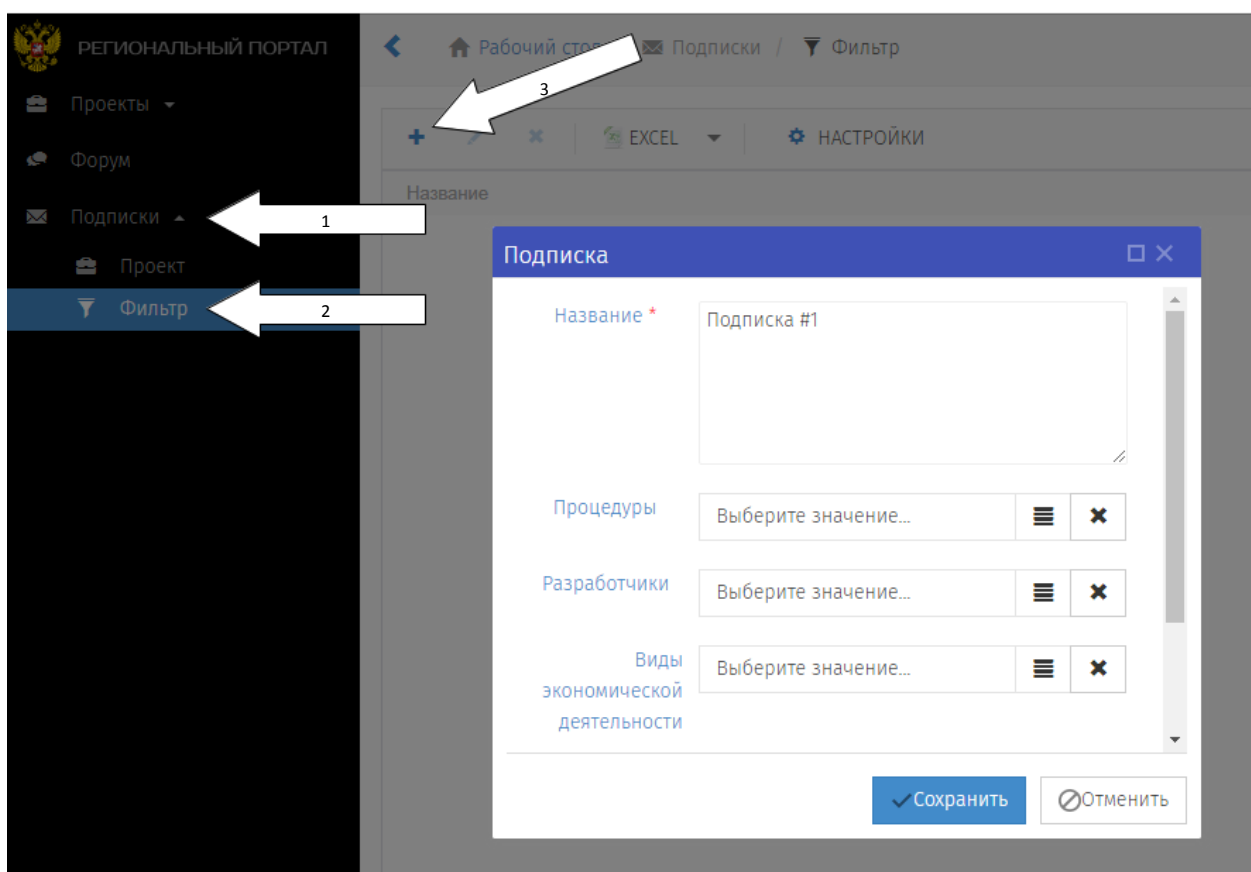 РЕГИОНАЛЬНЫЙ ПОРТАЛ
Рабочий стол
Подписки / Фильтр
3
Проекты
EXCEL
НАСТРОЙКИ
Форум
Название
Подписки
1
Проект
Фильтр
2
Подписка
Название *
Подписка #1
Процедуры
Выберите значение...
Разработчики
Выберите значение...
Виды
экономической
деятельности
Выберите значение...
Сохранить
Отменить